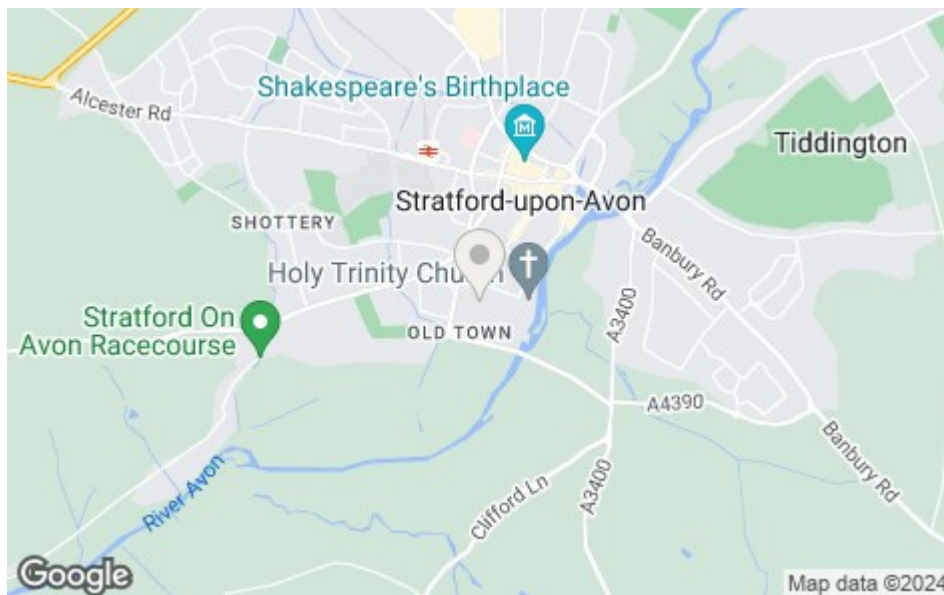 Alcester Rd
Shakespeare's Birthplace
M
Tiddington
Stratford-upon-Avon
SHOTTERY
Banbury Rd
Holy Trinity Church
Stratford On
Avon Racecourse
OLD TOWN
A3400
A4390
Banbury Rd
River Avon
Clifford Ln
A3400
Google
Map data ©2024